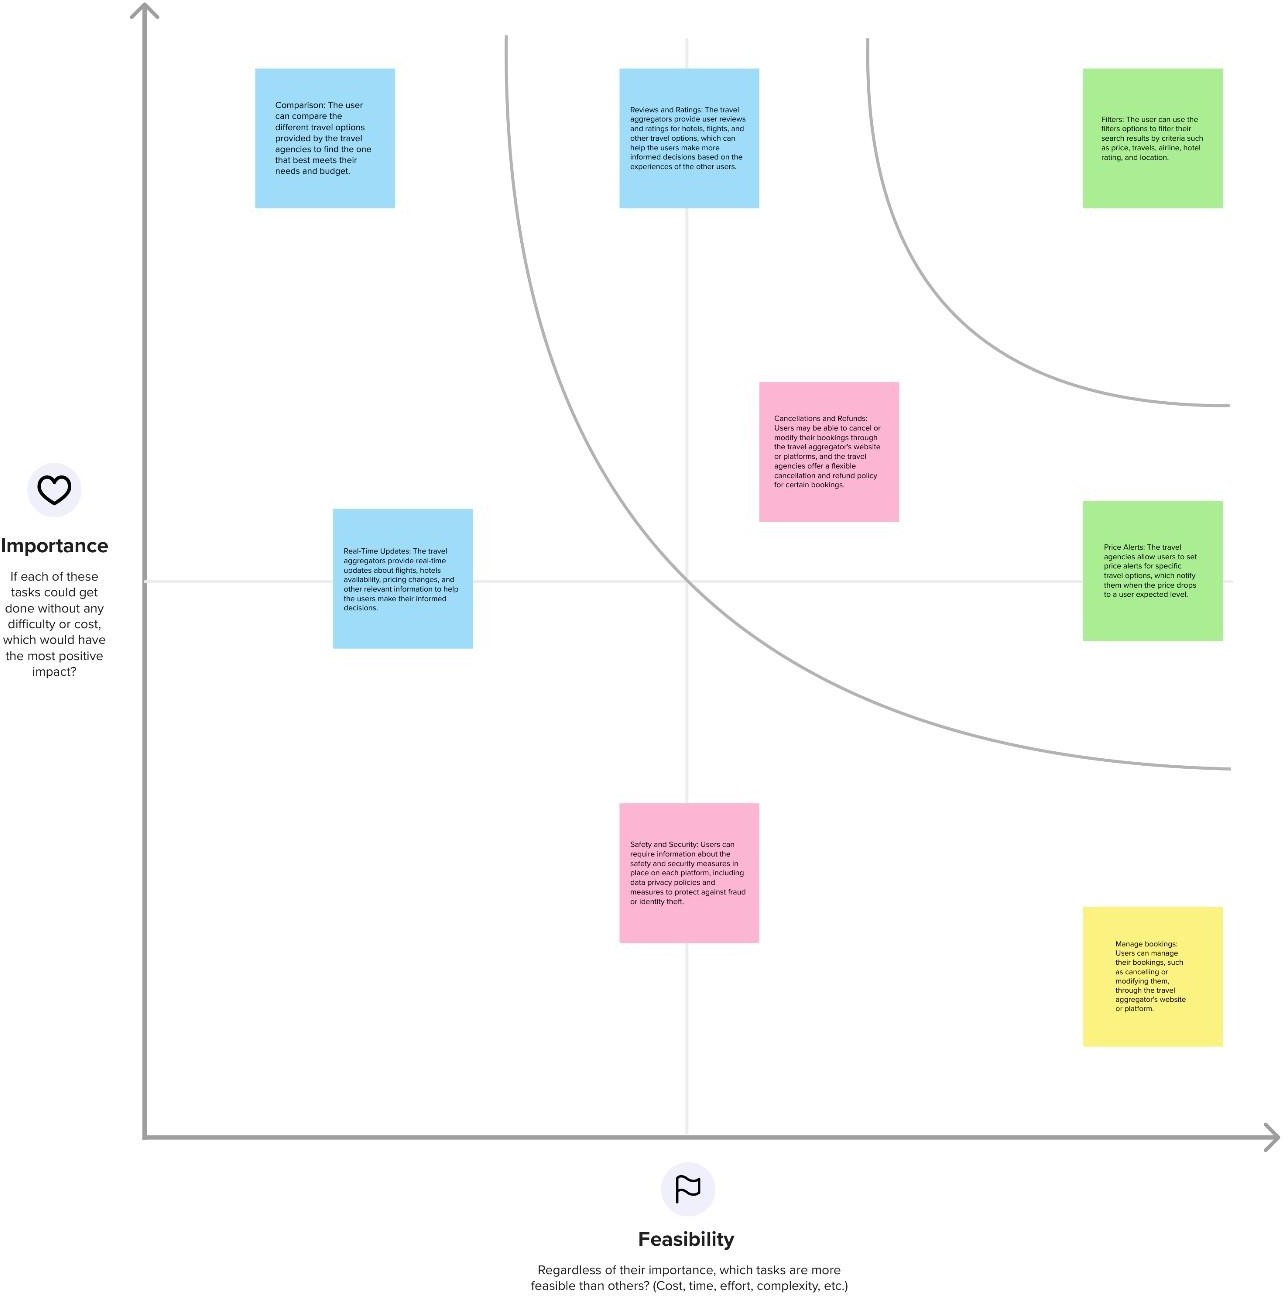 Comparison: The user
can compare the
different travel options
provided by the travel
agencies to find the one
that best meets their
needs and budget.
Reviews and Ratings: The travel
aggregators provide user reviews
and ratings for hotels, flights, and
other travel options, which can
help the users make more
informed decisions based on the
experiences of the other users.
Filters: The user can use the
filters options to filter their
search results by criteria such
as price, travels, airline, hotel
rating, and location.
Cancellations and Refunds:
Users may be able to cancel or
modify their bookings through
the travel aggregator's website
or platforms, and the travel
agencies offer a flexible
cancellation and refund policy
for certain bookings.
Importance
If each of these
tasks could get
done without any
difficulty or cost,
which would have
the most positive
impact?
Real-Time Updates: The travel
aggregators provide real-time
updates about flights, hotels
availability, pricing changes, and
other relevant information to help
the users make their informed
decisions.
Price Alerts: The travel
agencies allow users to set
price alerts for specific
travel options, which notify
them when the price drops
to a user expected level.
Safety and Security: Users can
require information about the
safety and security measures in
place on each platform, including
data privacy policies and
measures to protect against fraud
or identity theft.
Manage bookings:
Users can manage
their bookings, such
as cancelling or
modifying them,
through the travel
aggregator's website
or platform.
Feasibility
Regardless of their importance, which tasks are more
feasible than others? (Cost, time, effort, complexity, etc.)